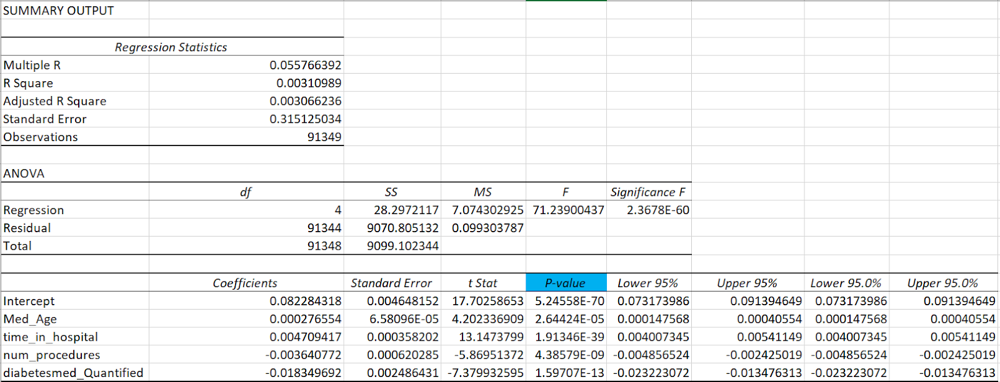 SUMMARY OUTPUT
Regression Statistics
Multiple R 0.055766392
R Square 0.00310989
Adjusted R Square 0.003066236
Standard Error 0.315125034
Observations 91349
ANOVA
df SS MS F Significance F
Regression 4 28.2972117 7.074302925 71.23900437 2.3678E-60
Residual 91344 9070.805132 0.099303787
Total 91348 9099.102344
Coefficients Standard Error t Stat P-value Lower 95% Upper 95% Lower 95.0% Upper 95.0%
Intercept 0.082284318 0.004648152 17.70258653 5.24558E-70 0.073173986 0.091394649 0.073173986 0.091394649
Med_Age 0.000276554 6.58096E-05 4.202336909 2.64424E-05 0.000147568 0.00040554 0.000147568 0.00040554
time_in_hospital 0.004709417 0.000358202 13.1473799 1.91346E-39 0.004007345 0.00541149 0.004007345 0.00541149
num_procedures -0.003640772 0.000620285 -5.86951372 4.38579E-09 -0.004856524 -0.002425019 -0.004856524 -0.002425019
diabetesmed_Quantified -0.018349692 0.002486431 -7.379932595 1.59707E-13 -0.023223072 -0.013476313 -0.023223072 -0.013476313